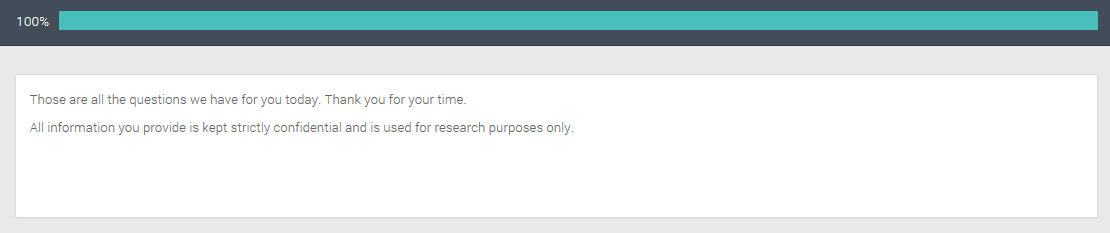 100%
Those are all the questions we have for you today. Thank you for your time.
All information you provide is kept strictly confidential and is used for research purposes only.